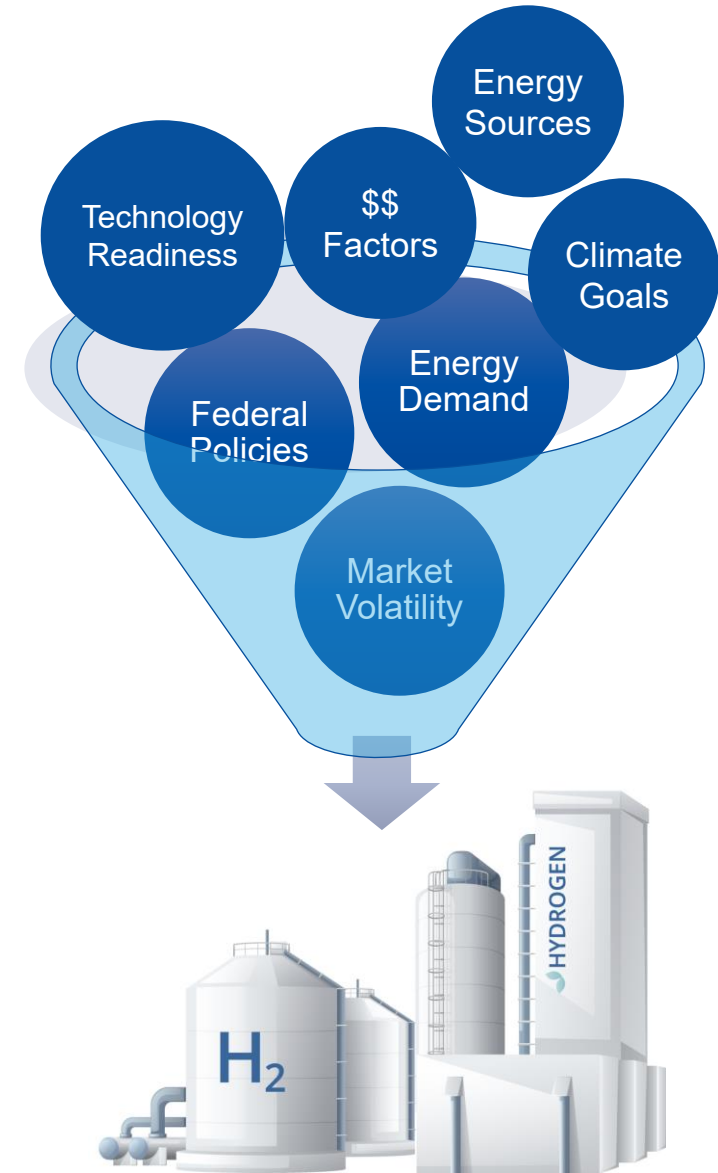 Energy
Sources
Technology
Readiness
$$
Factors
Climate
Goals
Energy
Demand
Federal
Policies
Market
Volatility
HYDROGEN
H₂